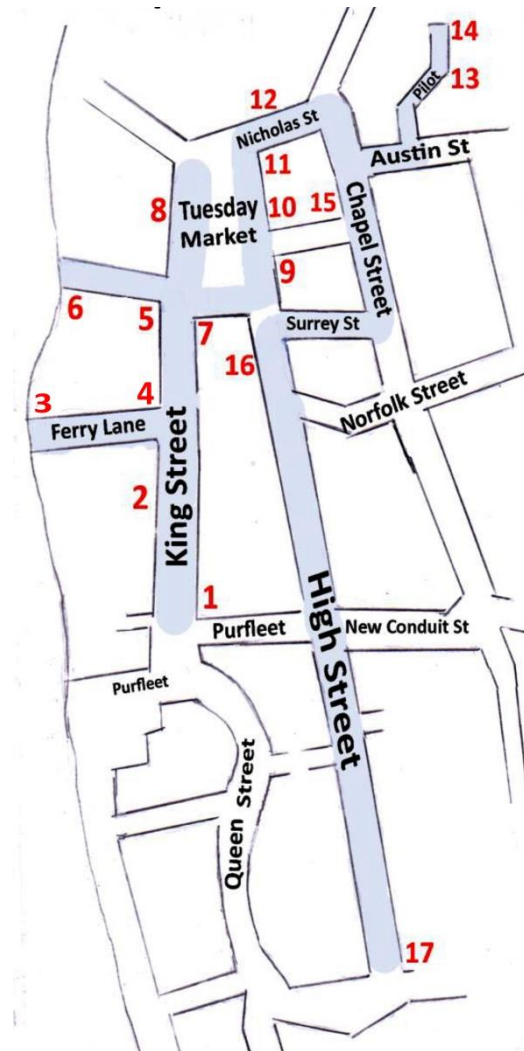 14
Pilot
13
12
Nicholas St
11
Austin St
8
Tuesday
Market
10
15
Chapel Street
9
6
5
7
Surrey St
16
4
3
Norfolk Street
Ferry Lane
2
King Street
1
Purfleet
High Street
New Conduit St
Purfleet
Queen Street
17